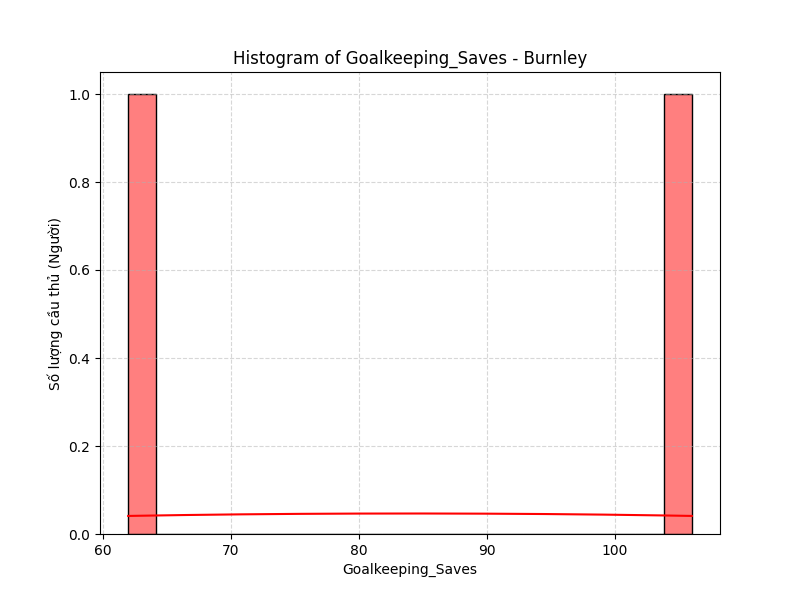 Histogram of Goalkeeping_Saves - Burnley
Số lượng cầu thủ (Người)
1.0
0.8
0.6
0.4
0.2
0.0
60 70 80 90 100
Goalkeeping_Saves